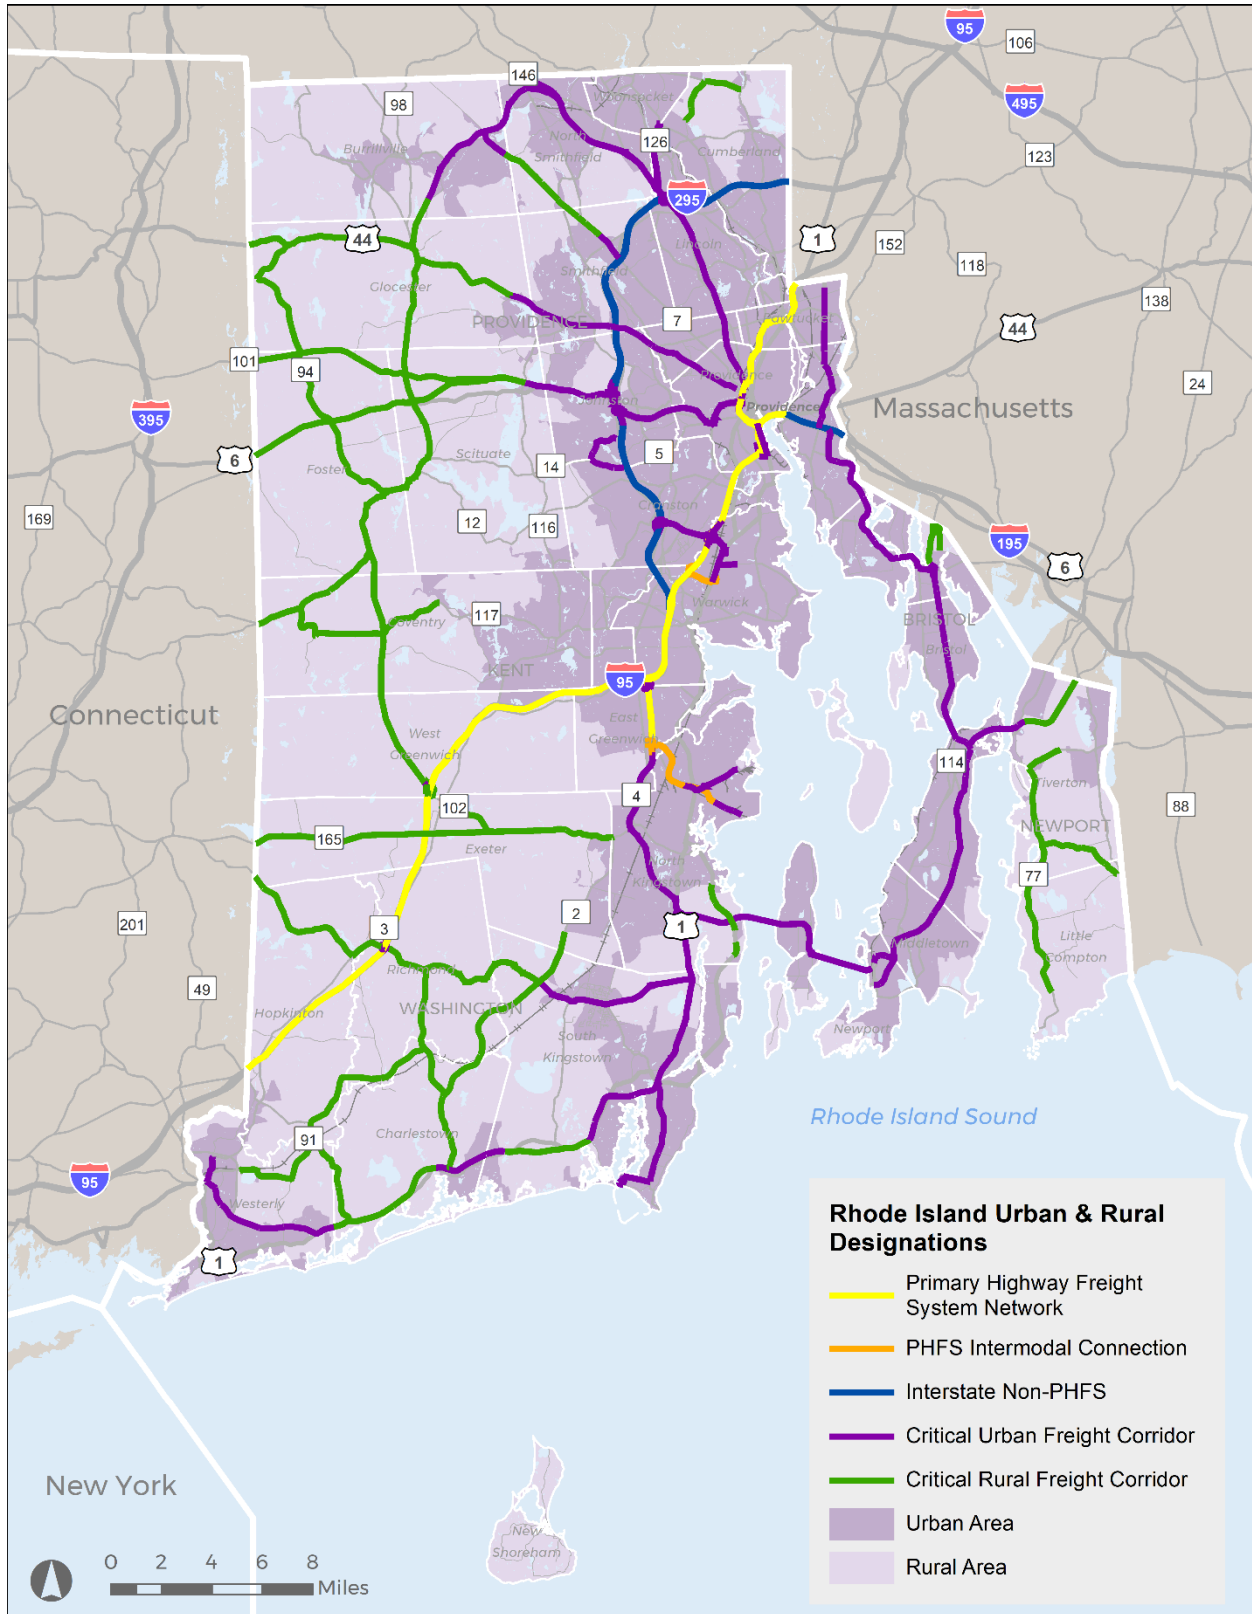 95
106
146
98
495
Woonsocket
126
123
North
Smithfield
Cumberland
Burrillville
295
44
1
152
Lincoln
118
Smithfield
138
Glocester
7
Pawtucket
44
PROVIDENCE
101
94
Providence
24
Johnston
Providence
Massachusetts
395
6
Scituate
5
Foster
14
169
12
116
Cranston
195
6
Warwick
117
Coventry
BRISTOL
Bristol
KENT
95
Connecticut
West
Greenwich
East
Greenwich
114
Tiverton
4
102
88
NEWPORT
165
Exeter
North
Kingstown
77
201
2
3
1
Middletown
Little
Compton
Richmond
49
WASHINGTON
Hopkinton
Newport
South
Kingstown
Rhode Island Sound
91
Charlestown
95
Westerly
1
Rhode Island Urban & Rural
Designations
Primary Highway Freight
System Network
PHFS Intermodal Connection
Interstate Non-PHFS
Critical Urban Freight Corridor
Critical Rural Freight Corridor
Urban Area
Rural Area
New York
New
Shoreham
0 2 4 6 8
Miles